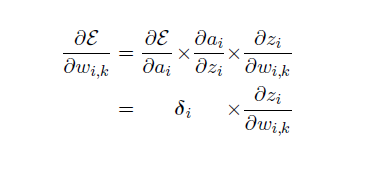 ∂ℰ/∂w_{i,k} = ∂ℰ/∂a_i × ∂a_i/∂z_i × ∂z_i/∂w_{i,k}
= δ_i × ∂z_i/∂w_{i,k}